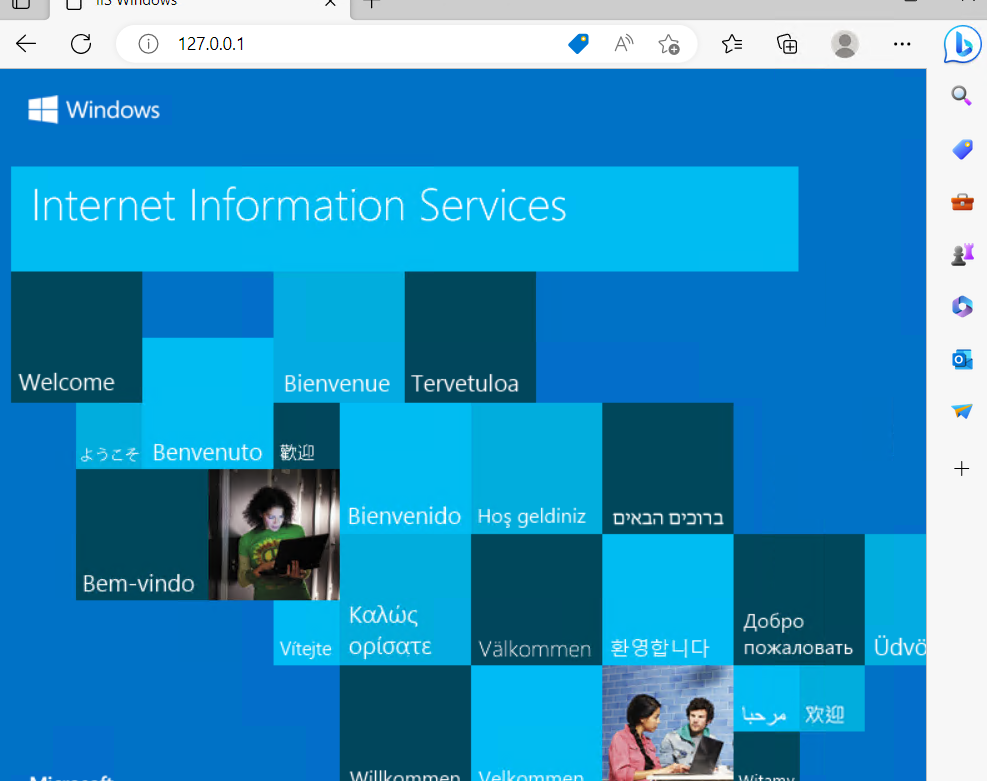 IIS Windows
127.0.0.1
Windows
Internet Information Services
Welcome
Bienvenue
Tervetuloa
ようこそ
Benvenuto
歡迎
Bienvenido
Hoş geldiniz
ברוכים הבאים
Bem-vindo
Vítejte
Καλώς
ορίσατε
Välkommen
환영합니다
Добро
пожаловать
Üdvö
مرحبا
欢迎
Willkommen
Velkommen
Witamy
Microsoft